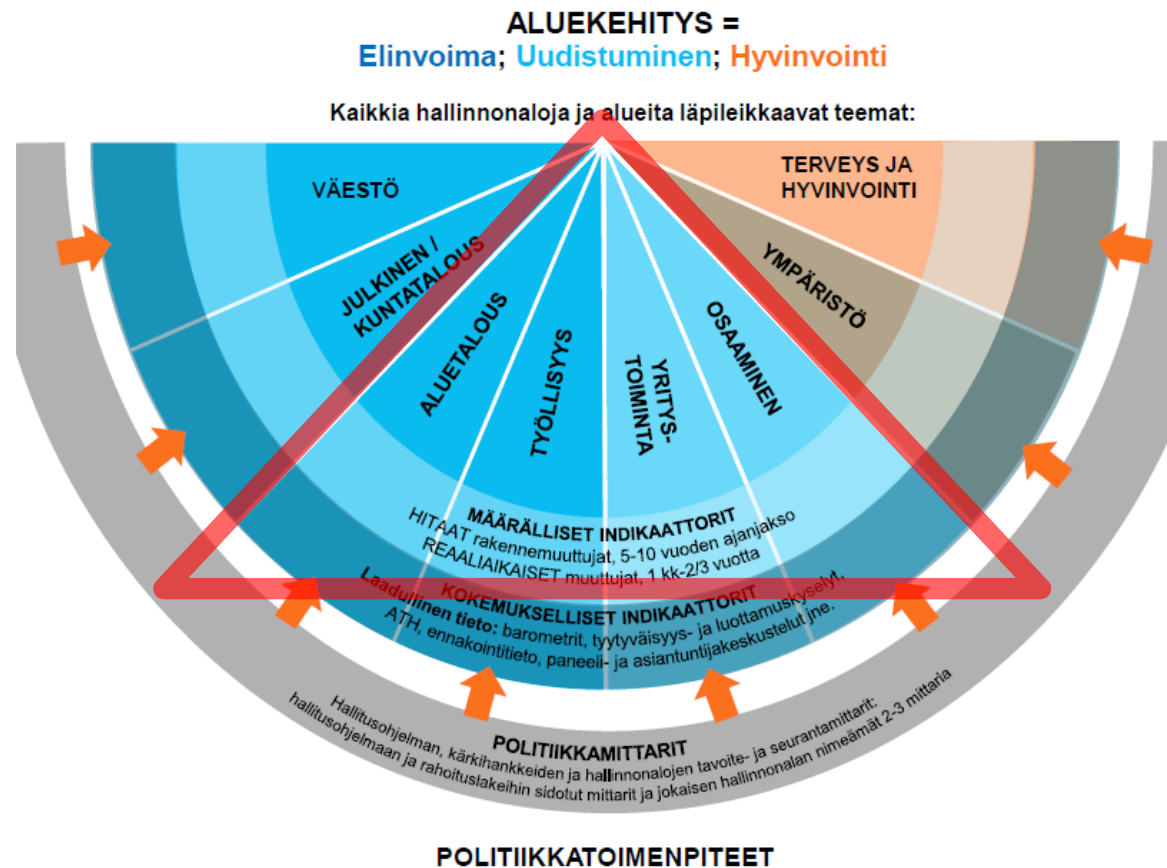 ALUEKEHITYS =
Elinvoima; Uudistuminen; Hyvinvointi
Kaikkia hallinnonaloja ja alueita läpileikkaavat teemat:
VÄESTÖ
JULKINEN /
KUNTATALOUS
ALUETALOUS
TYÖLLISYYS
YRITYS-
TOIMINTA
OSAAMINEN
YMPÄRISTÖ
TERVEYS JA
HYVINVOINTI
MÄÄRÄLLISET INDIKAATTORIT
HITAAT rakennemuuttujat, 5-10 vuoden ajanjakso
REAALIAIKAISET muuttujat, 1 kk-2/3 vuotta
KOKEMUKSELLISET INDIKAATTORIT
Laadullinen tieto: barometrit, tyytyväisyys- ja luottamuskyselyt,
ATH, ennakointitieto, paneeli- ja asiantuntijakeskustelut jne.
POLITIIKKAMITTARIT
Hallitusohjelman, kärkihankkeiden ja hallinnonalojen tavoite- ja seurantamittarit:
hallitusohjelmaan ja rahoituslakeihin sidotut mittarit ja jokaisen hallinnonalan nimeämät 2-3 mittaria
POLITIIKKATOIMENPITEET